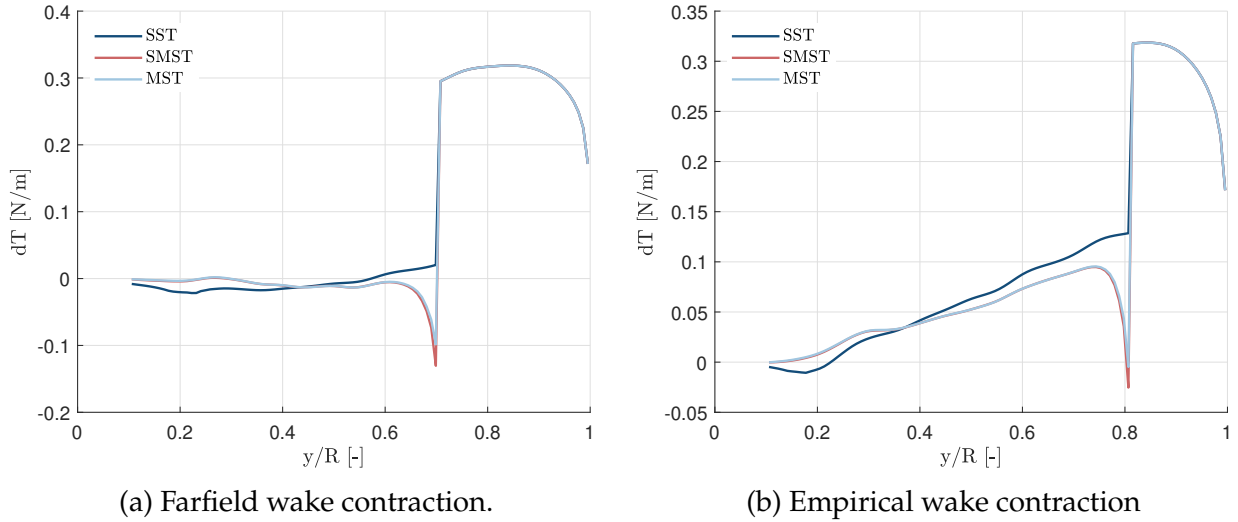 SST
SMST
MST
dT [N/m]
0.4
0.3
0.2
0.1
0
-0.1
-0.2
0
0.2
0.4
0.6
0.8
1
y/R [-]
(a) Farfield wake contraction.
SST
SMST
MST
dT [N/m]
0.35
0.3
0.25
0.2
0.15
0.1
0.05
0
-0.05
0
0.2
0.4
0.6
0.8
1
y/R [-]
(b) Empirical wake contraction